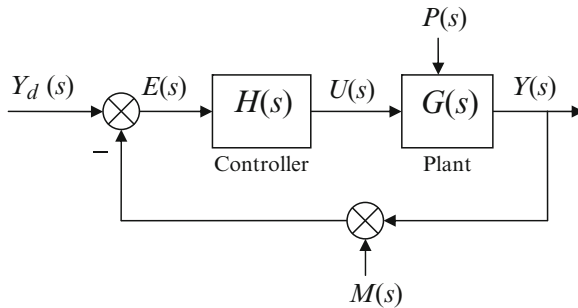 P(s)
Y_d (s)
E(s)
H(s)
U(s)
G(s)
Y(s)
Controller
Plant
−
M(s)